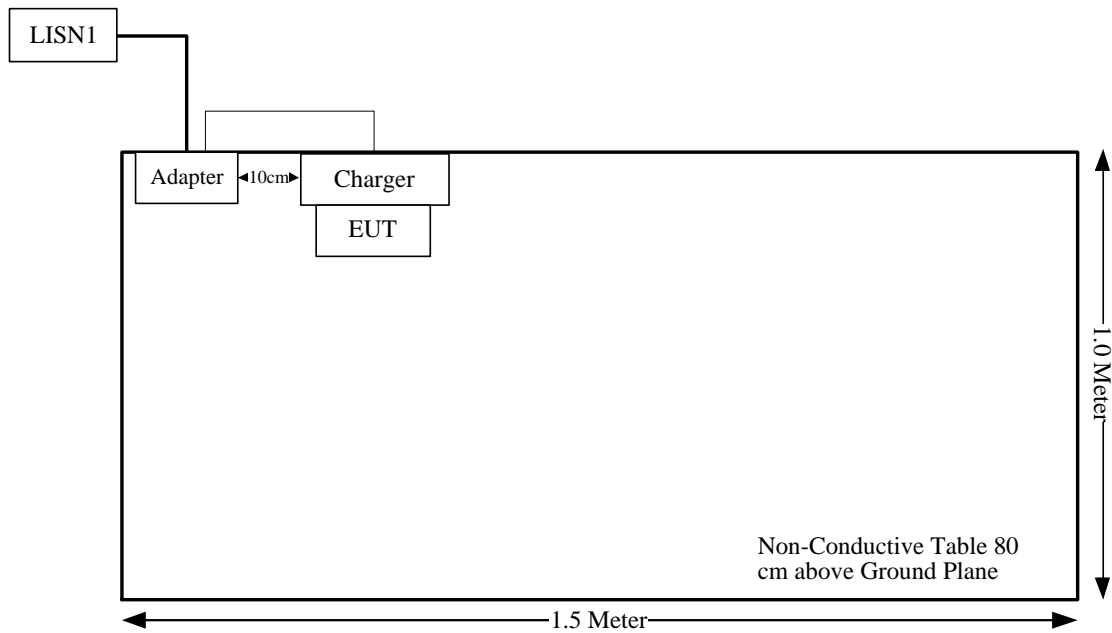 LISN1
Adapter
10cm
Charger
EUT
1.0 Meter
Non-Conductive Table 80
cm above Ground Plane
1.5 Meter